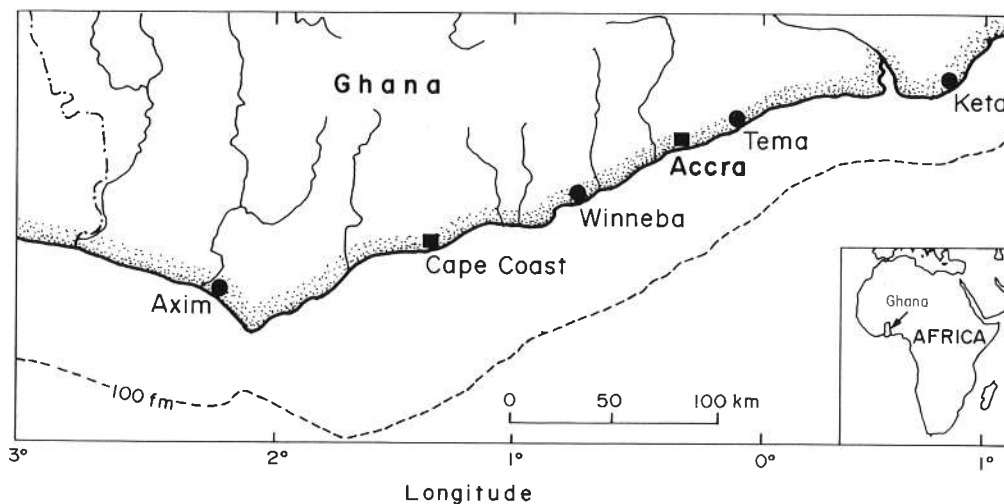 Ghana
Keta
Tema
Accra
Winneba
Cape Coast
Axim
Ghana
AFRICA
100 fm
0 50 100 km
3° 2° 1° 0° 1°
Longitude